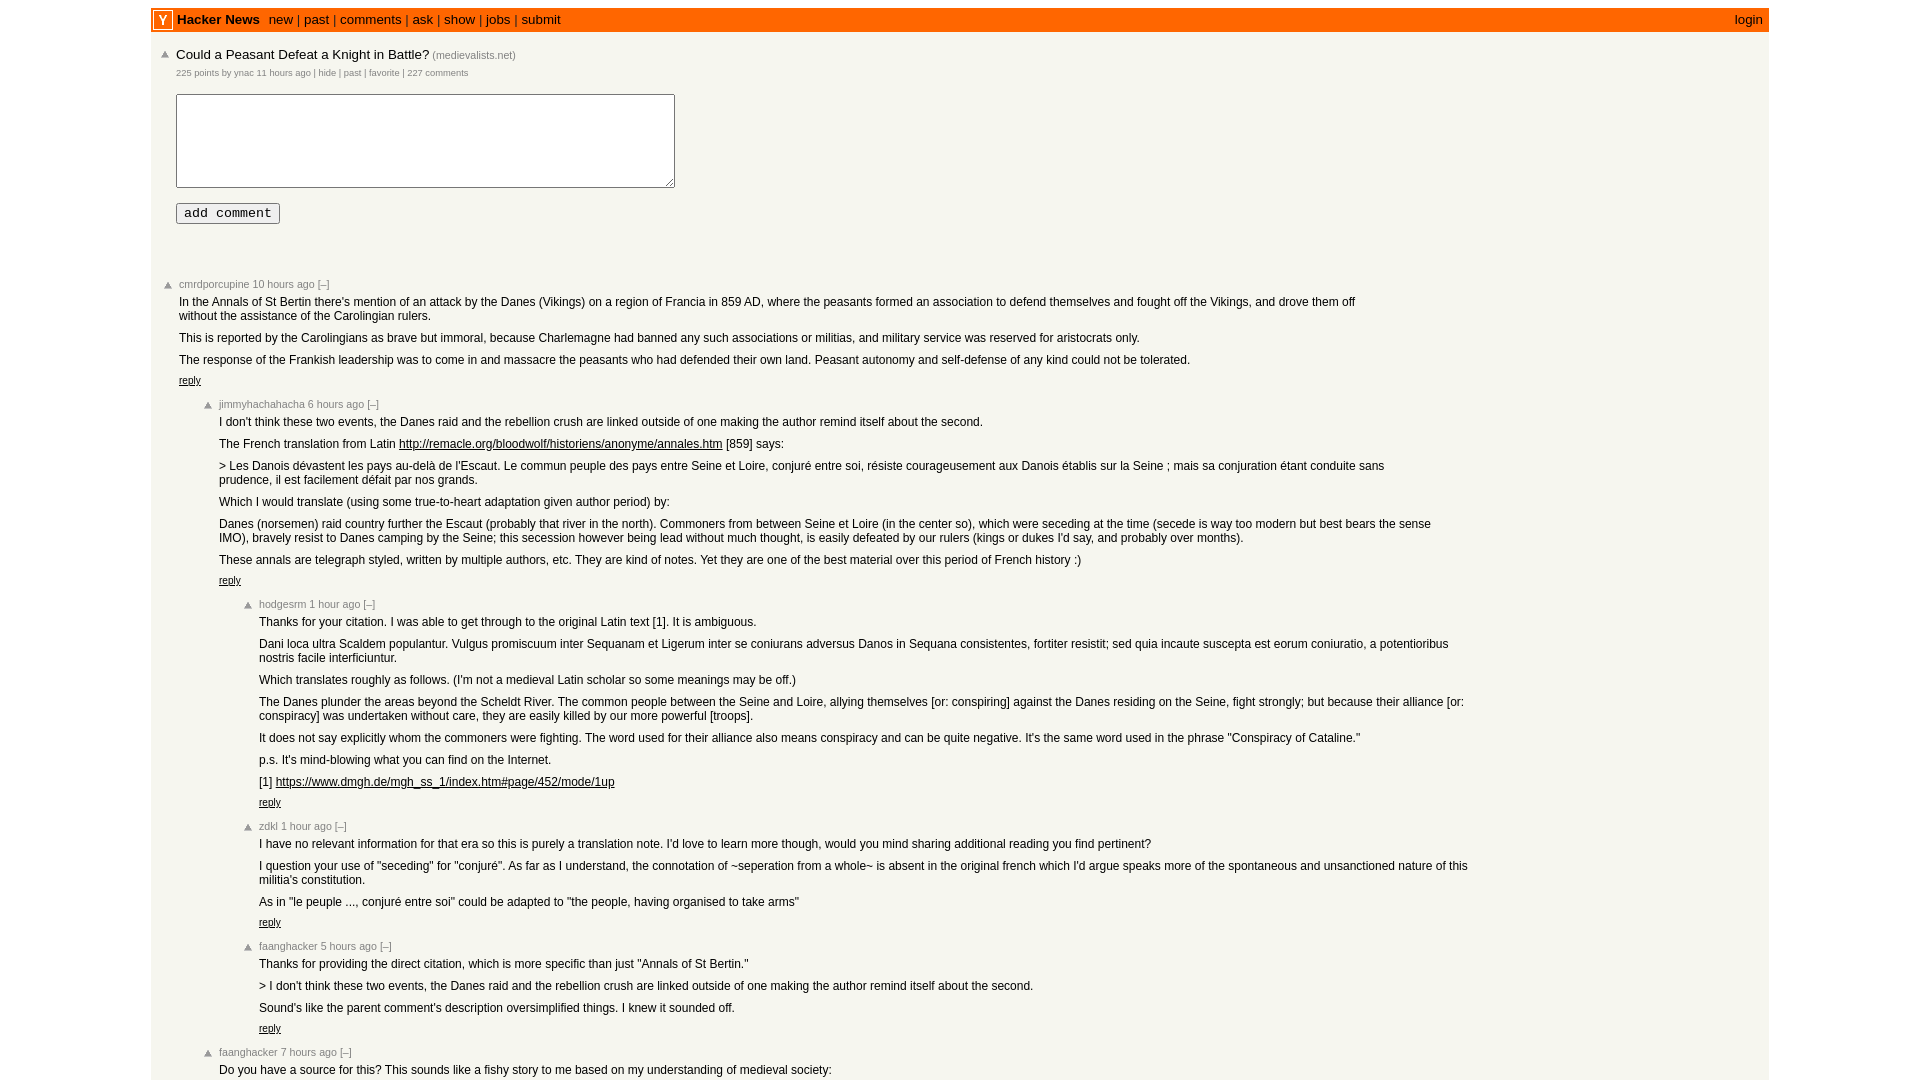 Y Hacker News new | past | comments | ask | show | jobs | submit login
Could a Peasant Defeat a Knight in Battle? (medievalists.net)
225 points by ynac 11 hours ago | hide | past | favorite | 227 comments
add comment
cmrdporcupine 10 hours ago [–]
In the Annals of St Bertin there's mention of an attack by the Danes (Vikings) on a region of Francia in 859 AD, where the peasants formed an association to defend themselves and fought off the Vikings, and drove them off
without the assistance of the Carolingian rulers.
This is reported by the Carolingians as brave but immoral, because Charlemagne had banned any such associations or militias, and military service was reserved for aristocrats only.
The response of the Frankish leadership was to come in and massacre the peasants who had defended their own land. Peasant autonomy and self-defense of any kind could not be tolerated.
reply
jimmyhachahacha 6 hours ago [–]
I don't think these two events, the Danes raid and the rebellion crush are linked outside of one making the author remind itself about the second.
The French translation from Latin http://remacle.org/bloodwolf/historiens/anonyme/annales.htm [859] says:
> Les Danois dévastent les pays au-delà de l'Escaut. Le commun peuple des pays entre Seine et Loire, conjuré entre soi, résiste courageusement aux Danois établis sur la Seine ; mais sa conjuration étant conduite sans
prudence, il est facilement défait par nos grands.
Which I would translate (using some true-to-heart adaptation given author period) by:
Danes (norsemen) raid country further the Escaut (probably that river in the north). Commoners from between Seine et Loire (in the center so), which were seceding at the time (secede is way too modern but best bears the sense
IMO), bravely resist to Danes camping by the Seine; this secession however being lead without much thought, is easily defeated by our rulers (kings or dukes I'd say, and probably over months).
These annals are telegraph styled, written by multiple authors, etc. They are kind of notes. Yet they are one of the best material over this period of French history :)
reply
hodgesrm 1 hour ago [–]
Thanks for your citation. I was able to get through to the original Latin text [1]. It is ambiguous.
Dani loca ultra Scaldem populantur. Vulgus promiscuum inter Sequanam et Ligerum inter se coniurans adversus Danos in Sequana consistentes, fortiter resistit; sed quia incaute suscepta est eorum coniuratio, a potentioribus
nostris facile interficiuntur.
Which translates roughly as follows. (I'm not a medieval Latin scholar so some meanings may be off.)
The Danes plunder the areas beyond the Scheldt River. The common people between the Seine and Loire, allying themselves [or: conspiring] against the Danes residing on the Seine, fight strongly; but because their alliance [or:
conspiracy] was undertaken without care, they are easily killed by our more powerful [troops].
It does not say explicitly whom the commoners were fighting. The word used for their alliance also means conspiracy and can be quite negative. It's the same word used in the phrase "Conspiracy of Cataline."
p.s. It's mind-blowing what you can find on the Internet.
[1] https://www.dmgh.de/mgh_ss_1/index.htm#page/452/mode/1up
reply
zdkl 1 hour ago [–]
I have no relevant information for that era so this is purely a translation note. I'd love to learn more though, would you mind sharing additional reading you find pertinent?
I question your use of "seceding" for "conjuré". As far as I understand, the connotation of ~seperation from a whole~ is absent in the original french which I'd argue speaks more of the spontaneous and unsanctioned nature of this
militia's constitution.
As in "le peuple ..., conjuré entre soi" could be adapted to "the people, having organised to take arms"
reply
faanghacker 5 hours ago [–]
Thanks for providing the direct citation, which is more specific than just "Annals of St Bertin."
> I don't think these two events, the Danes raid and the rebellion crush are linked outside of one making the author remind itself about the second.
Sound's like the parent comment's description oversimplified things. I knew it sounded off.
reply
faanghacker 7 hours ago [–]
Do you have a source for this? This sounds like a fishy story to me based on my understanding of medieval society: